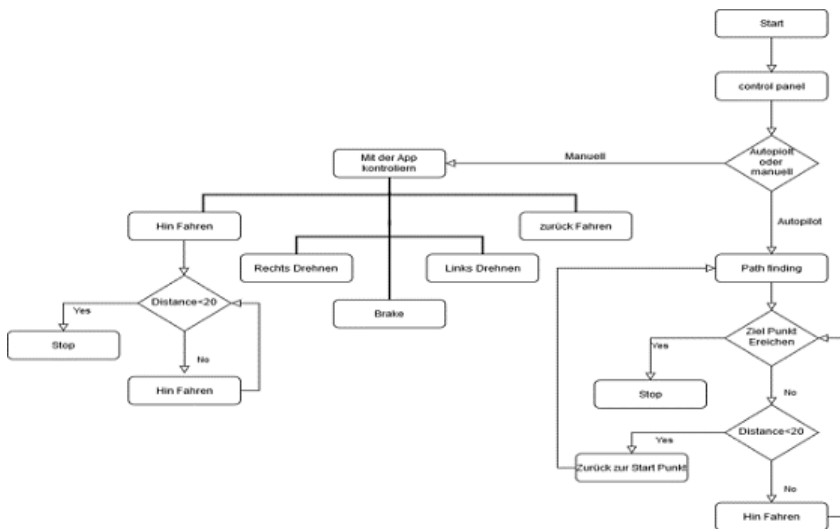 Start
control panel
Autopiolt
oder
manuell
Manuell
Mit der App
kontroliern
Autopilot
Hin Fahren
zurück Fahren
Rechts Drehnen
Links Drehnen
Path finding
Distance<20
Yes
Brake
Stop
No
Hin Fahren
Ziel Punkt
Ereichen
Yes
Stop
No
Distance<20
Yes
Zurück zur Start Punkt
No
Hin Fahren